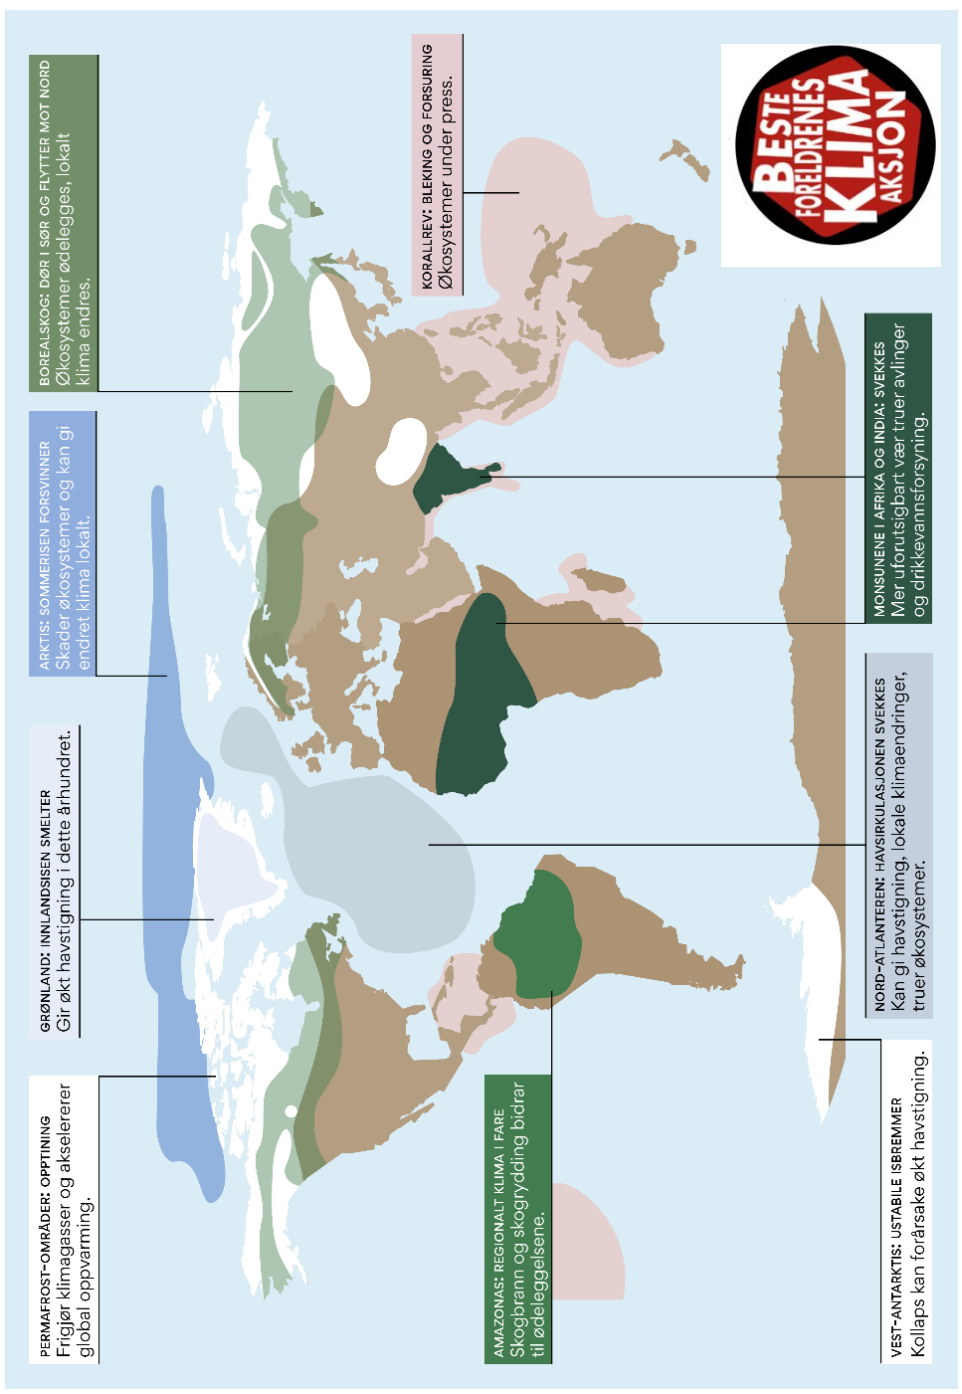 PERMAFROST-OMRÅDER: OPPTINING
Frigjør klimagasser og akselererer
global oppvarming.
GRØNLAND: INNLANDSISEN SMELTER
Gir økt havstigning i dette århundret.
ARKTIS: SOMMERISEN FORSVINNER
Skader økosystemer og kan gi
endret klima lokalt.
BOREALSKOG: DØR I SØR OG FLYTTER MOT NORD
Økosystemer ødelegges, lokalt
klima endres.
KORALLREV: BLEKING OG FORSURING
Økosystemer under press.
AMAZONAS: REGIONALT KLIMA I FARE
Skogbrann og skogrydding bidrar
til ødeleggelsene.
VEST-ANTARKTIS: USTABILE ISBREMMER
Kollaps kan forårsake økt havstigning.
NORD-ATLANTEREN: HAVSIRKULASJONEN SVEKKES
Kan gi havstigning, lokale klimaendringer,
truer økosystemer.
MONSUNENE I AFRIKA OG INDIA: SVEKKES
Mer uforutsigbart vær truer avlinger
og drikkevannsforsyning.
BESTE
FORELDRENES
KLIMA
AKSJON